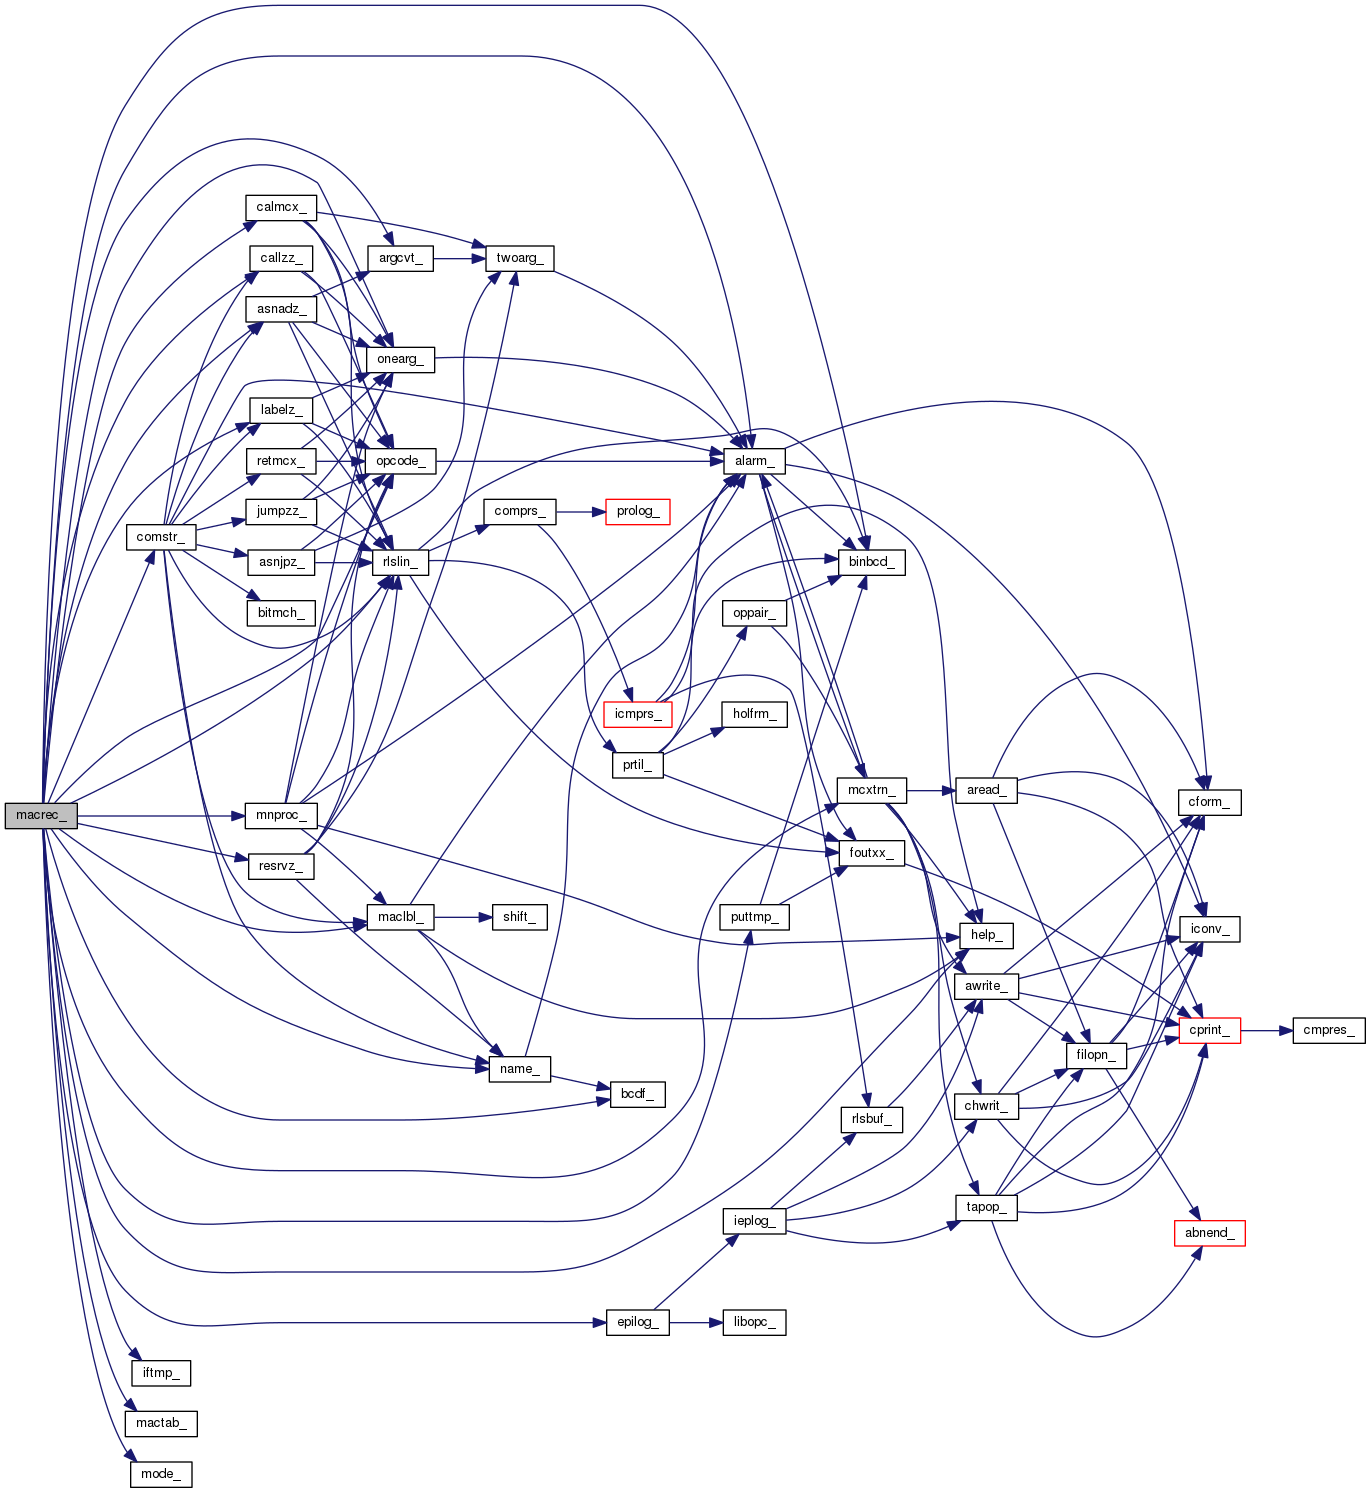 macrec_
comstr_
iftmp_
mactab_
mode_
calmcx_
callzz_
asnadz_
labelz_
retmcx_
jumpzz_
asnjpz_
bitmch_
mnproc_
resrvz_
argcvt_
onearg_
opcode_
rlslin_
maclbl_
twoarg_
comprs_
shift_
name_
prolog_
icmprs_
prtil_
bcdf_
epilog_
alarm_
oppair_
holfrm_
puttmp_
ieplog_
libopc_
binbcd_
mcxtrn_
foutxx_
rlsbuf_
aread_
help_
awrite_
chwrit_
tapop_
filopn_
cform_
iconv_
cprint_
abnend_
cmpres_